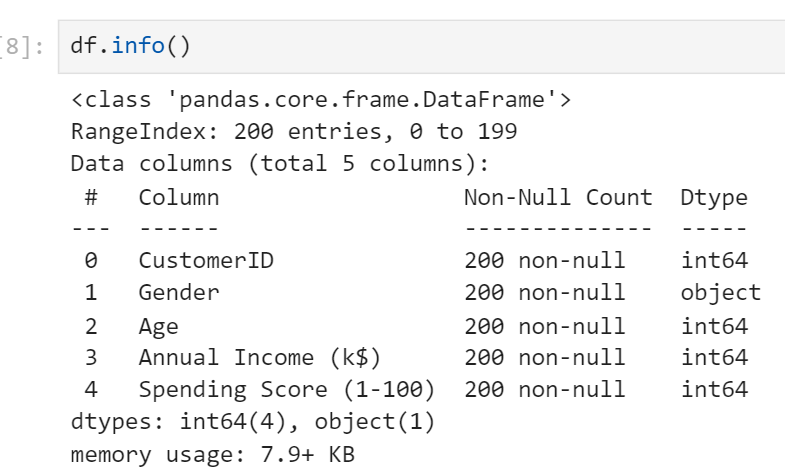 [8]: df.info()
<class 'pandas.core.frame.DataFrame'>
RangeIndex: 200 entries, 0 to 199
Data columns (total 5 columns):
 #   Column                  Non-Null Count  Dtype
---  ------                  --------------  -----
 0   CustomerID              200 non-null    int64
 1   Gender                  200 non-null    object
 2   Age                     200 non-null    int64
 3   Annual Income (k$)      200 non-null    int64
 4   Spending Score (1-100)  200 non-null    int64
dtypes: int64(4), object(1)
memory usage: 7.9+ KB